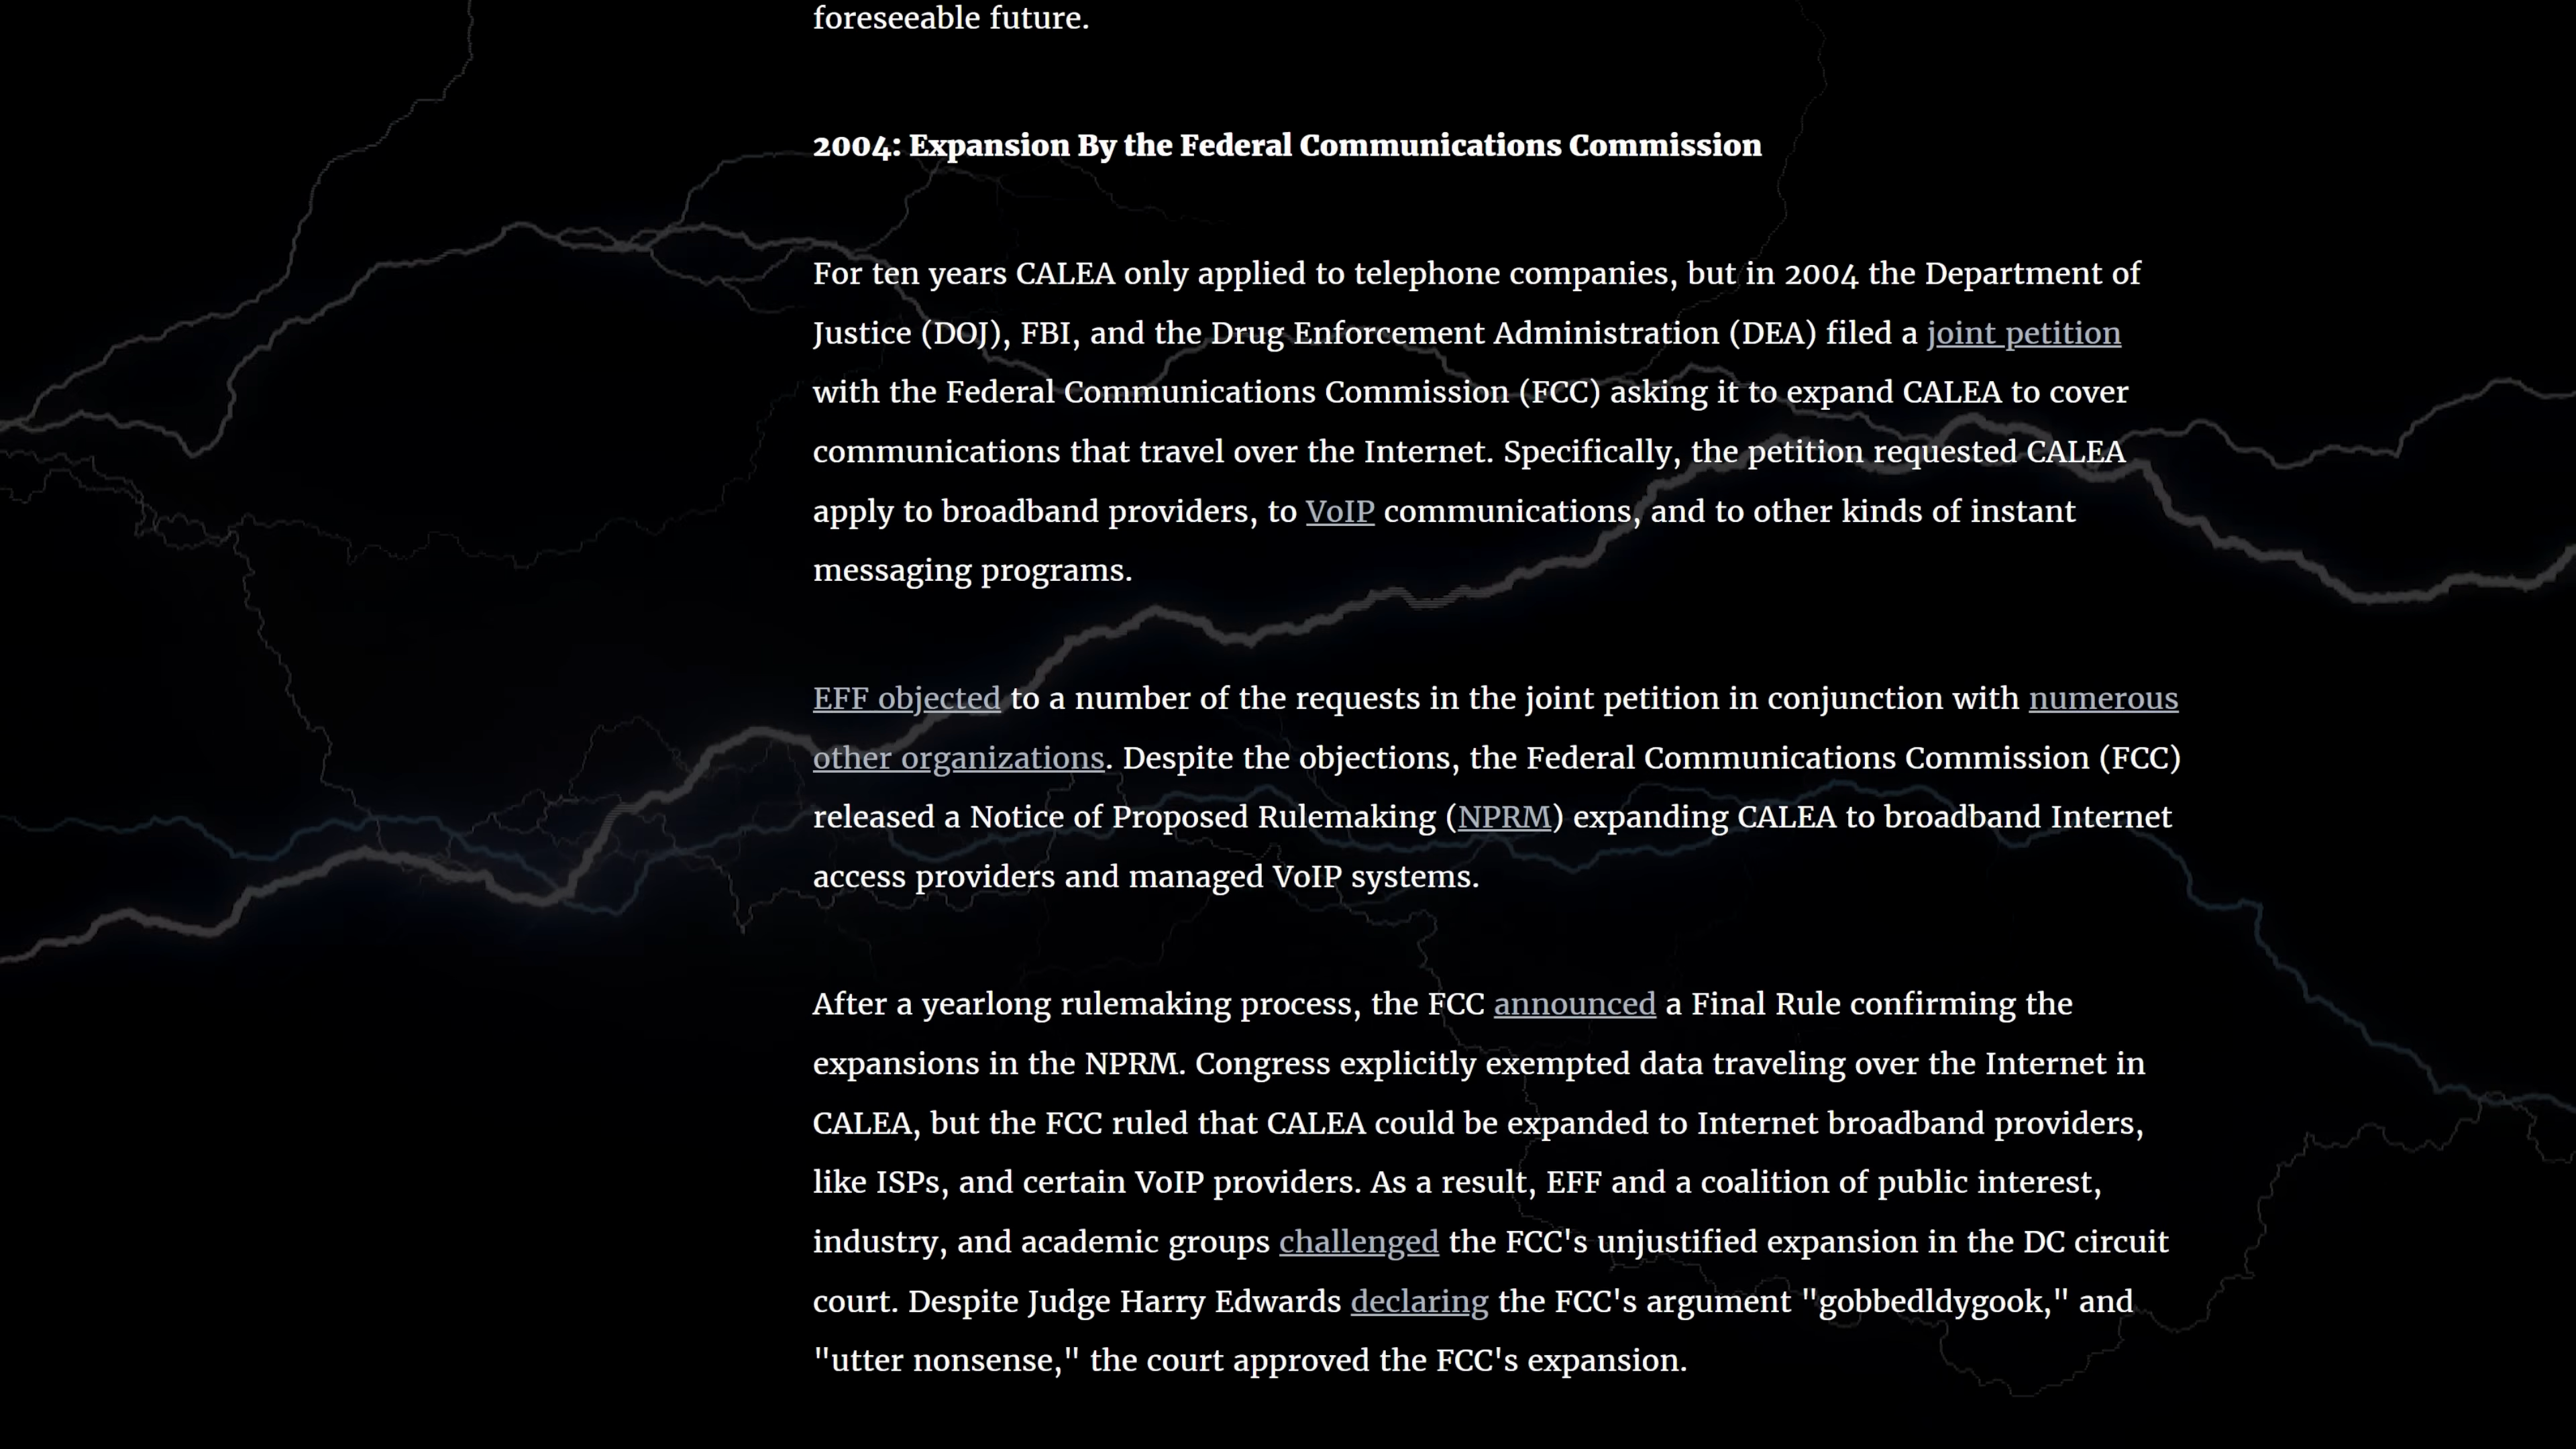 foreseeable future.
2004: Expansion By the Federal Communications Commission
For ten years CALEA only applied to telephone companies, but in 2004 the Department of
Justice (DOJ), FBI, and the Drug Enforcement Administration (DEA) filed a joint petition
with the Federal Communications Commission (FCC) asking it to expand CALEA to cover
communications that travel over the Internet. Specifically, the petition requested CALEA
apply to broadband providers, to VoIP communications, and to other kinds of instant
messaging programs.
EFF objected to a number of the requests in the joint petition in conjunction with numerous
other organizations. Despite the objections, the Federal Communications Commission (FCC)
released a Notice of Proposed Rulemaking (NPRM) expanding CALEA to broadband Internet
access providers and managed VoIP systems.
After a yearlong rulemaking process, the FCC announced a Final Rule confirming the
expansions in the NPRM. Congress explicitly exempted data traveling over the Internet in
CALEA, but the FCC ruled that CALEA could be expanded to Internet broadband providers,
like ISPs, and certain VoIP providers. As a result, EFF and a coalition of public interest,
industry, and academic groups challenged the FCC's unjustified expansion in the DC circuit
court. Despite Judge Harry Edwards declaring the FCC's argument "gobbedldygook," and
"utter nonsense," the court approved the FCC's expansion.